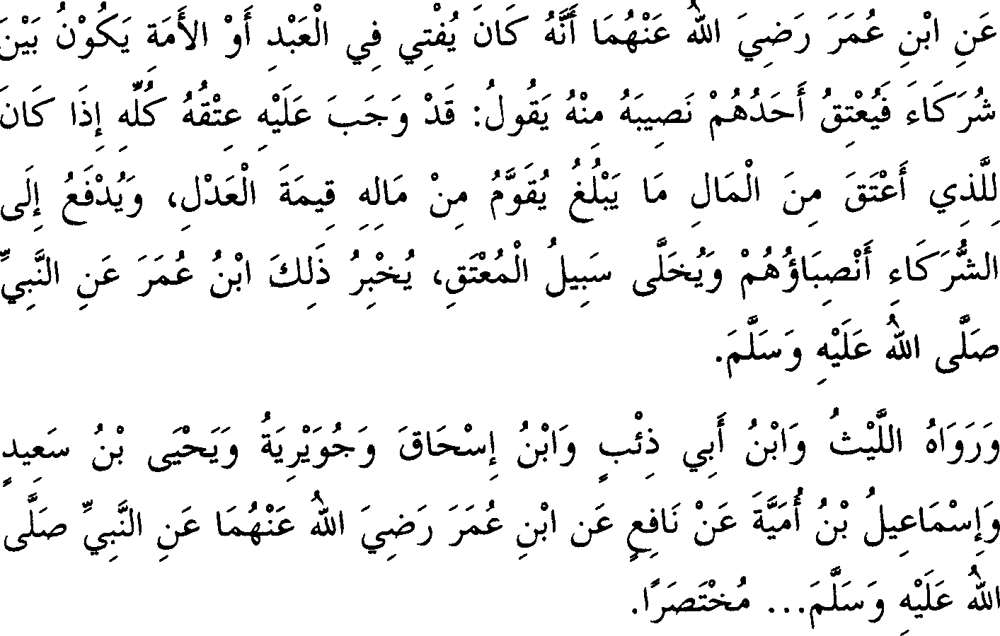 عَنِ ابْنِ عُمَرَ رَضِيَ اللهُ عَنْهُمَا أَنَّهُ كَانَ يُفْتِي فِي الْعَبْدِ أَوْ الأَمَةِ يَكُوْنُ بَيْنَ
شُرَكَاءَ فَيُعْتِقُ أَحَدُهُمْ نَصِيبَهُ مِنْهُ يَقُولُ: قَدْ وَجَبَ عَلَيْهِ عِتْقُهُ كُلِّهِ إِذَا كَانَ
لِلَّذِي أَعْتَقَ مِنَ الْمَالِ مَا يَبْلُغُ يُقَوَّمُ مِنْ مَالِهِ قِيمَةَ الْعَدْلِ، وَيُدْفَعُ إِلَى
الشُّرَكَاءِ أَنْصِبَاؤُهُمْ وَيُخَلَّى سَبِيلُ الْمُعْتَقِ، يُخْبِرُ ذَلِكَ ابْنُ عُمَرَ عَنِ النَّبِيِّ
صَلَّى اللهُ عَلَيْهِ وَسَلَّمَ.
وَرَوَاهُ اللَّيْثُ وَابْنُ أَبِي ذِئْبٍ وَابْنُ إِسْحَاقَ وَجُوَيْرِيَةُ وَيَحْيَى بْنُ سَعِيدٍ
وَإِسْمَاعِيلُ بْنُ أُمَيَّةَ عَنْ نَافِعٍ عَن ابْنِ عُمَرَ رَضِيَ اللهُ عَنْهُمَا عَنِ النَّبِيِّ صَلَّى
اللهُ عَلَيْهِ وَسَلَّمَ... مُخْتَصَرًا.